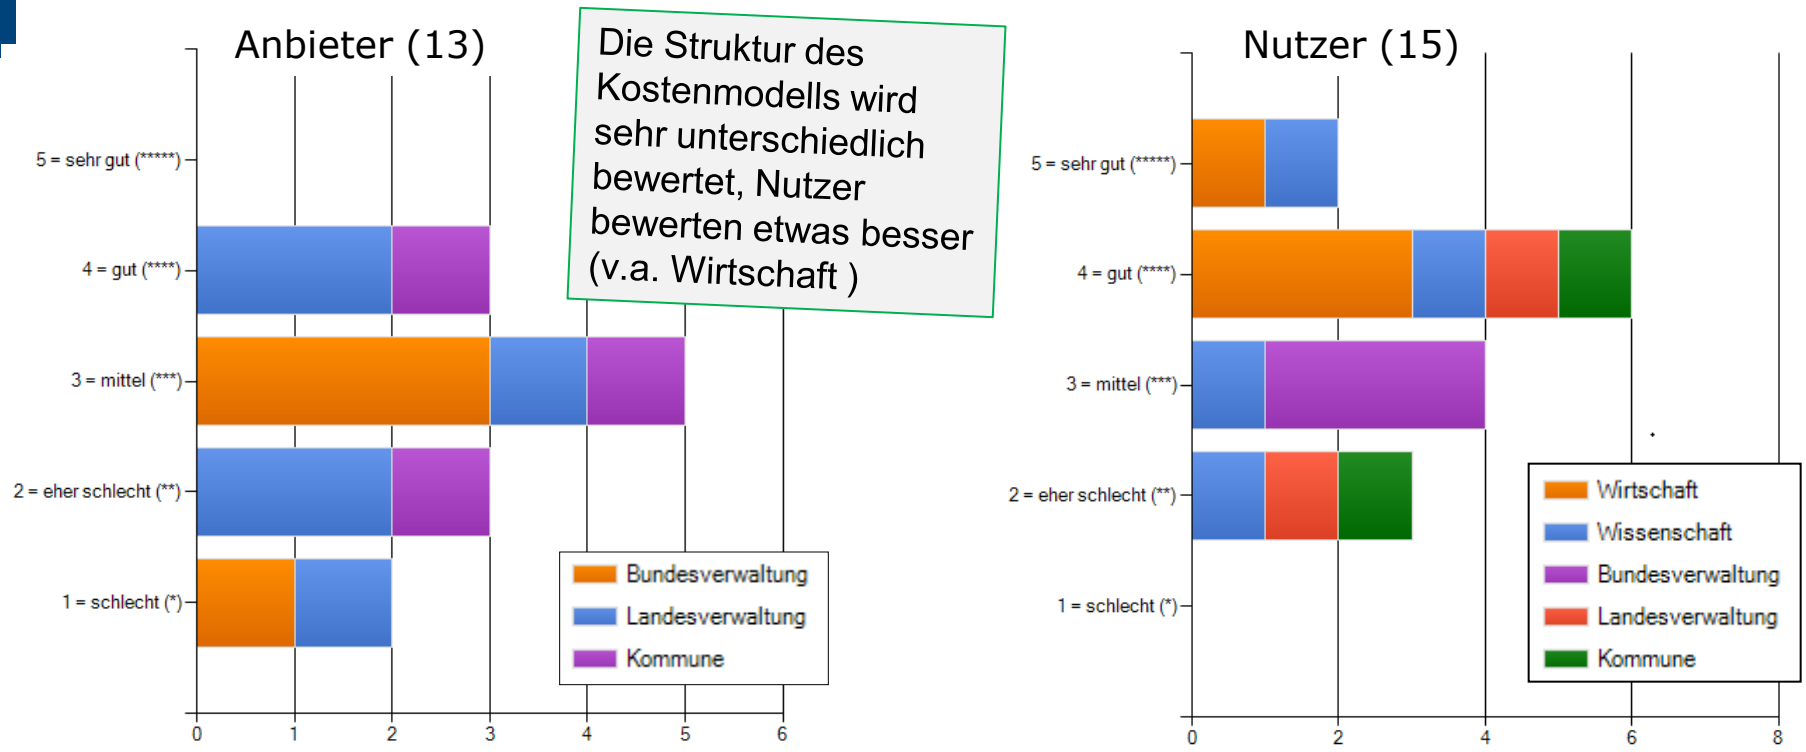 Anbieter (13)
5 = sehr gut (*****)
4 = gut (****)
3 = mittel (***)
2 = eher schlecht (**)
1 = schlecht (*)
0 1 2 3 4 5 6
Bundesverwaltung
Landesverwaltung
Kommune
Die Struktur des
Kostenmodells wird
sehr unterschiedlich
bewertet, Nutzer
bewerten etwas besser
(v.a. Wirtschaft )
Nutzer (15)
5 = sehr gut (*****)
4 = gut (****)
3 = mittel (***)
2 = eher schlecht (**)
1 = schlecht (*)
0 2 4 6 8
Wirtschaft
Wissenschaft
Bundesverwaltung
Landesverwaltung
Kommune